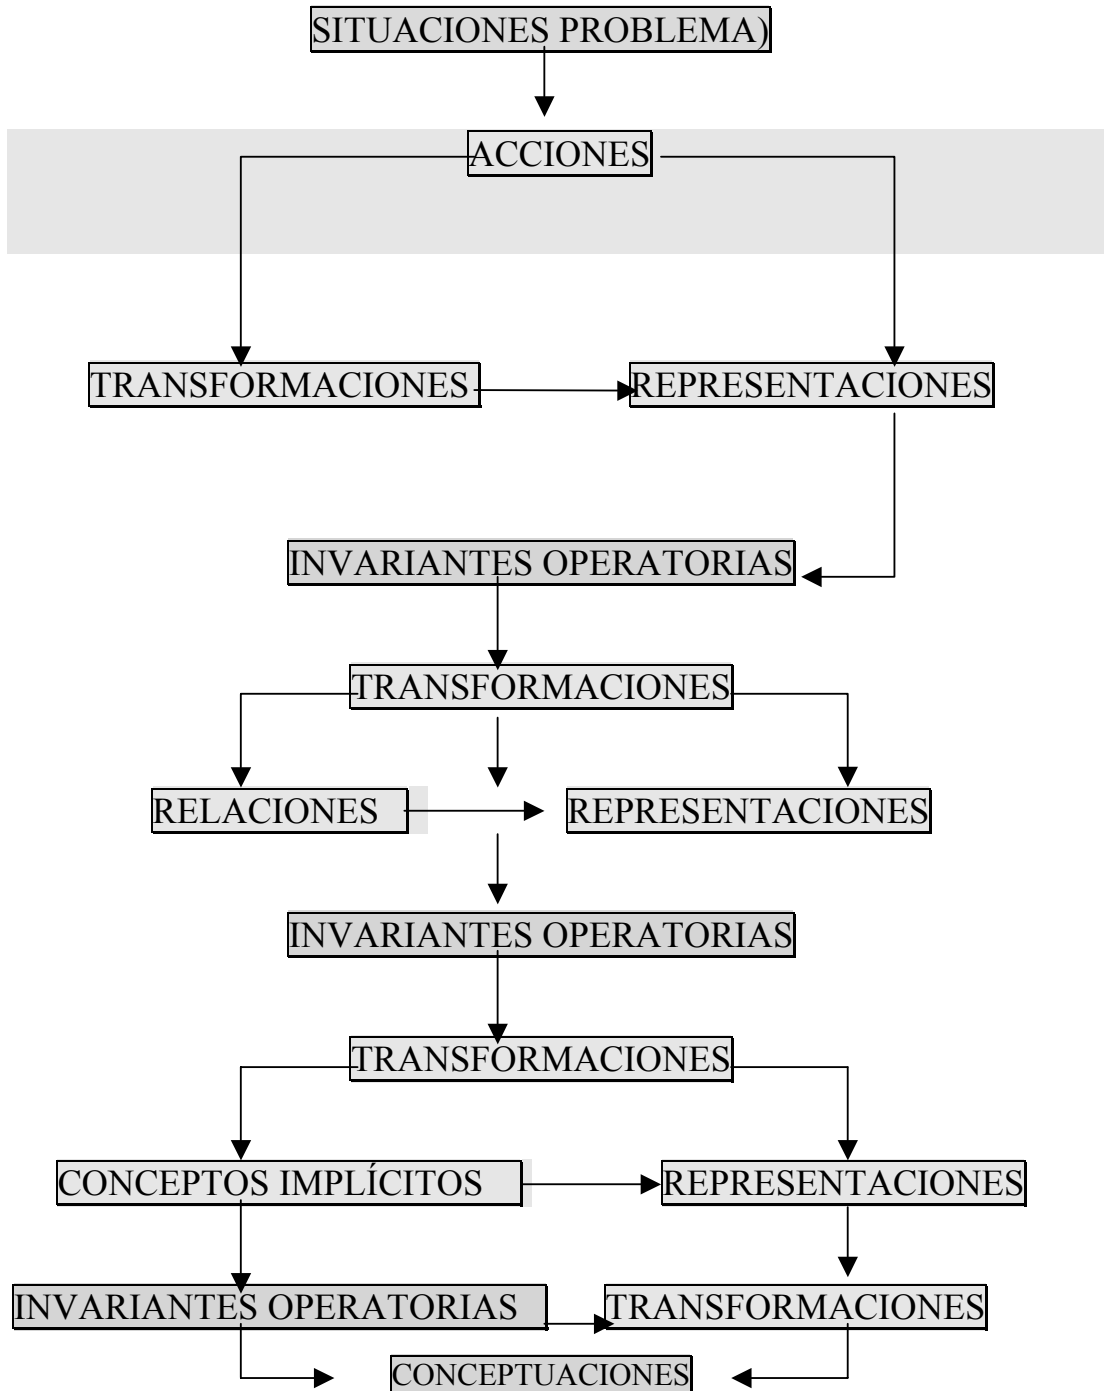 SITUACIONES PROBLEMA)
ACCIONES
TRANSFORMACIONES
REPRESENTACIONES
INVARIANTES OPERATORIAS
TRANSFORMACIONES
RELACIONES
REPRESENTACIONES
INVARIANTES OPERATORIAS
TRANSFORMACIONES
CONCEPTOS IMPLÍCITOS
REPRESENTACIONES
INVARIANTES OPERATORIAS
TRANSFORMACIONES
CONCEPTUACIONES